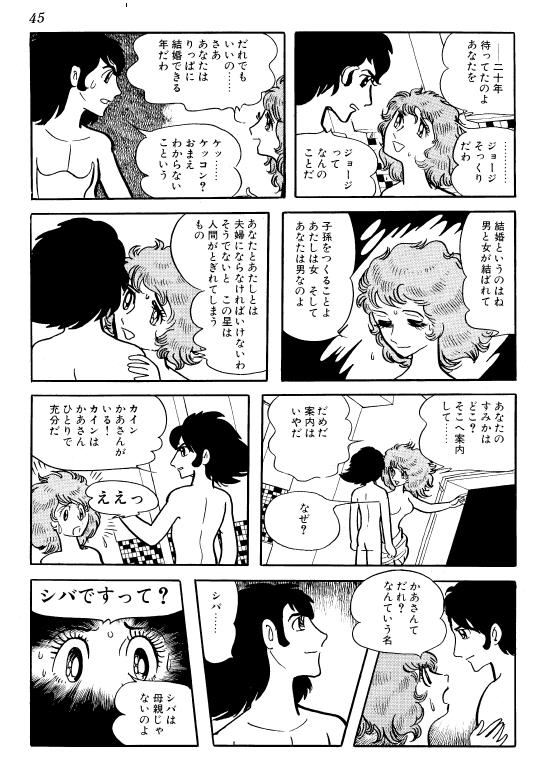 45
──二十年
待ってたのよ
あなたを
………
ジョージ
そっくり
だわ
ジョージ
って
なんの
ことだ
だれでも
いいの……
さあ
あなたは
りっぱに
結婚できる
年だわ
ケッ……
ケッコン？
おまえ
わからない
こという
結婚というのはね
男と女が結ばれて
子孫をつくることよ
あたしは女 そして
あなたは男なのよ
あなたとあたしとは
夫婦にならなければいけないわ
そうでないと この星は
人間がとぎれてしまう
もの
あなたの
すみかは
どこ？
そこへ案内
して……
だめだ
案内は
いやだ
なぜ？
カイン
かあさんが
いる！
カインは
かあさん
ひとりで
充分だ
ええっ
かあさんて
だれ？
なんていう名
シバ
……
シバですって？
シバは
母親じゃ
ないのよ